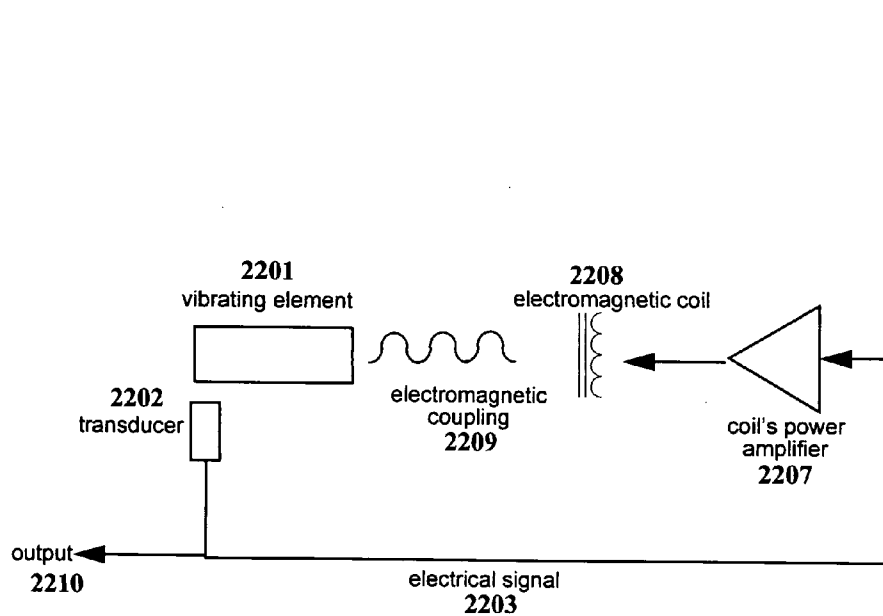 2201
vibrating element
2208
electromagnetic coil
2202
transducer
electromagnetic
coupling
2209
coil's power
amplifier
2207
output
2210
electrical signal
2203